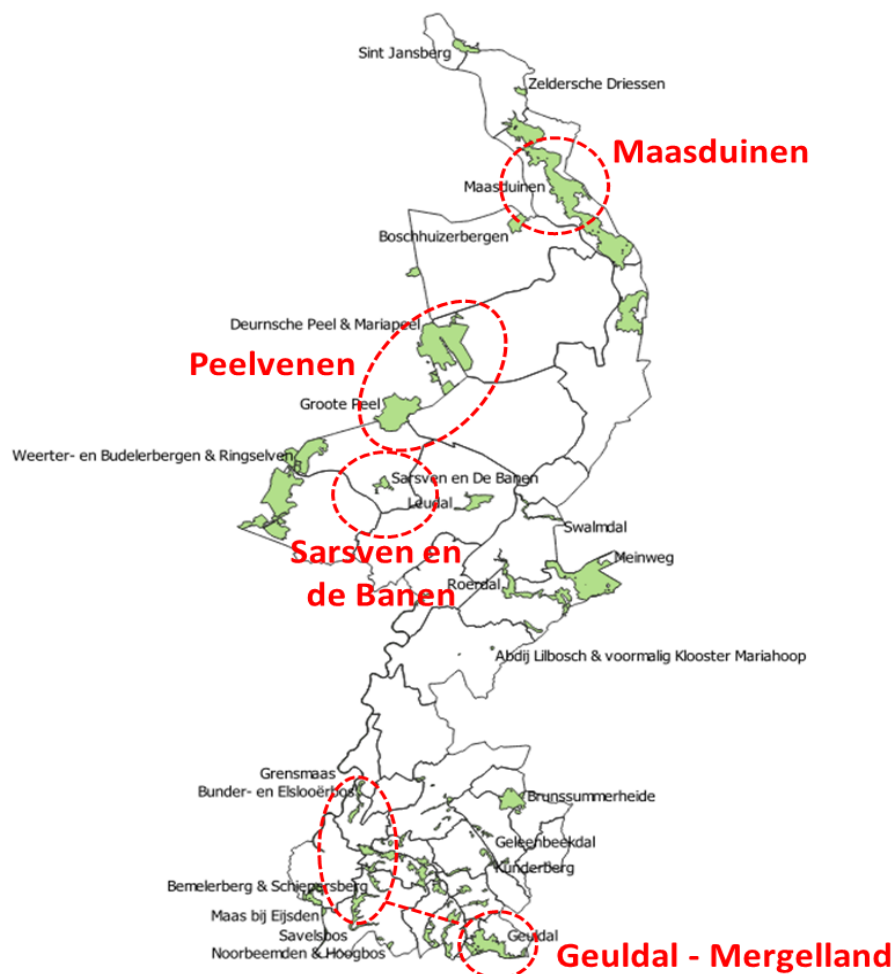 Sint Jansberg
Zeldersche Driessen
Maasduinen
Maasduinen
Boschhuizerbergen
Deurnsche Peel & Mariapeel
Peelvenen
Groote Peel
Weerter- en Budelerbergen & Ringselven
Sarsven en De Banen
Leudal
Swalmdal
Sarsven en
de Banen
Meinweg
Roerdal
Abdij Lilbosch & voormalig Klooster Mariahoop
Grensmaas
Bunder- en Elslooërbos
Brunssummerheide
Geleenbeekdal
Kunderberg
Bemelerberg & Schiepersberg
Maas bij Eijsden
Savelsbos
Geuldal
Noorbeemden & Hoogbos
Geuldal - Mergelland